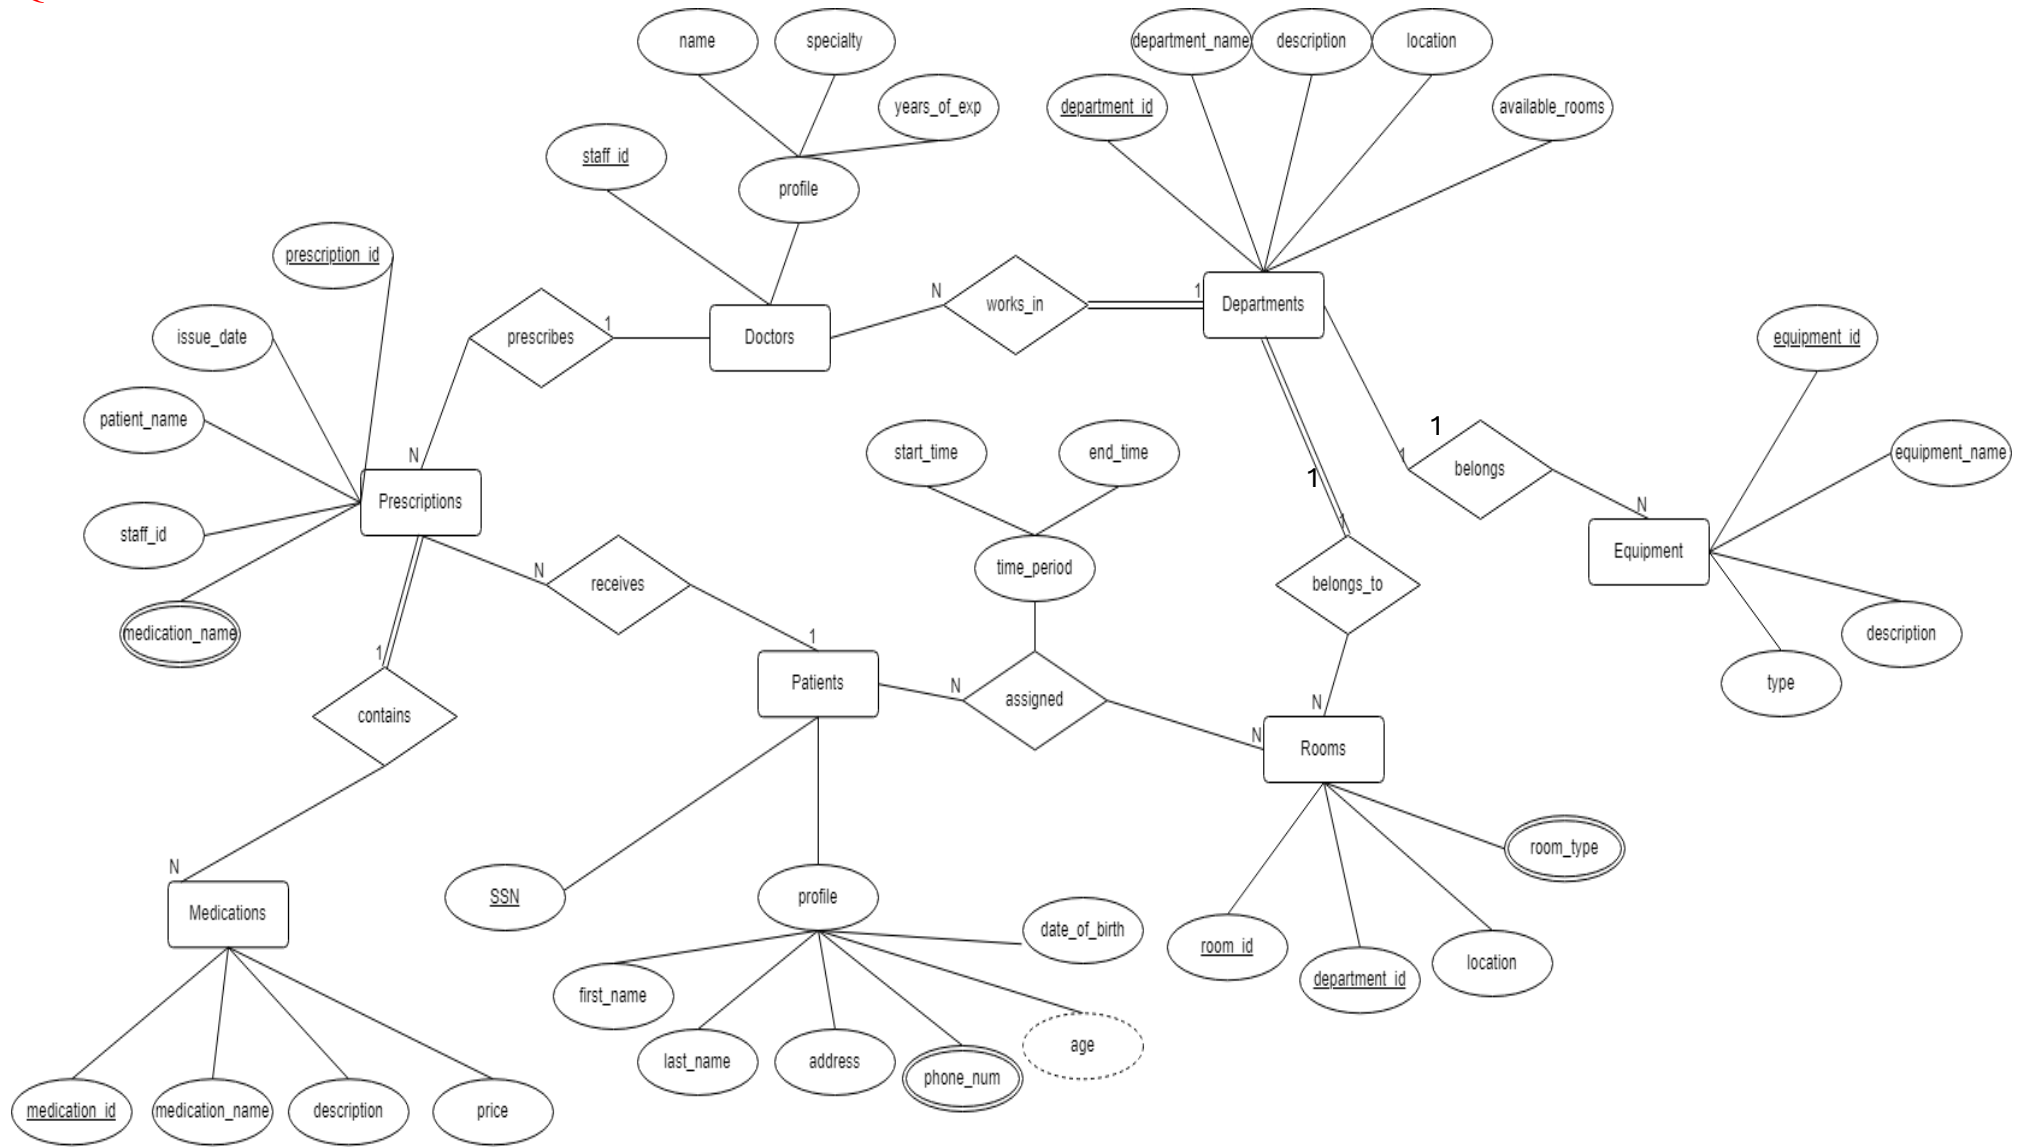 name
specialty
department_name
description
location
years_of_exp
department_id
available_rooms
staff_id
profile
prescription_id
N
works_in
1
Departments
issue_date
prescribes
1
Doctors
equipment_id
patient_name
N
start_time
end_time
1
1
belongs
equipment_name
Prescriptions
1
N
staff_id
1
Equipment
N
receives
time_period
belongs_to
medication_name
1
1
description
Patients
N
assigned
N
type
contains
N
Rooms
N
room_type
Medications
SSN
profile
date_of_birth
room_id
department_id
location
first_name
last_name
address
phone_num
age
medication_id
medication_name
description
price